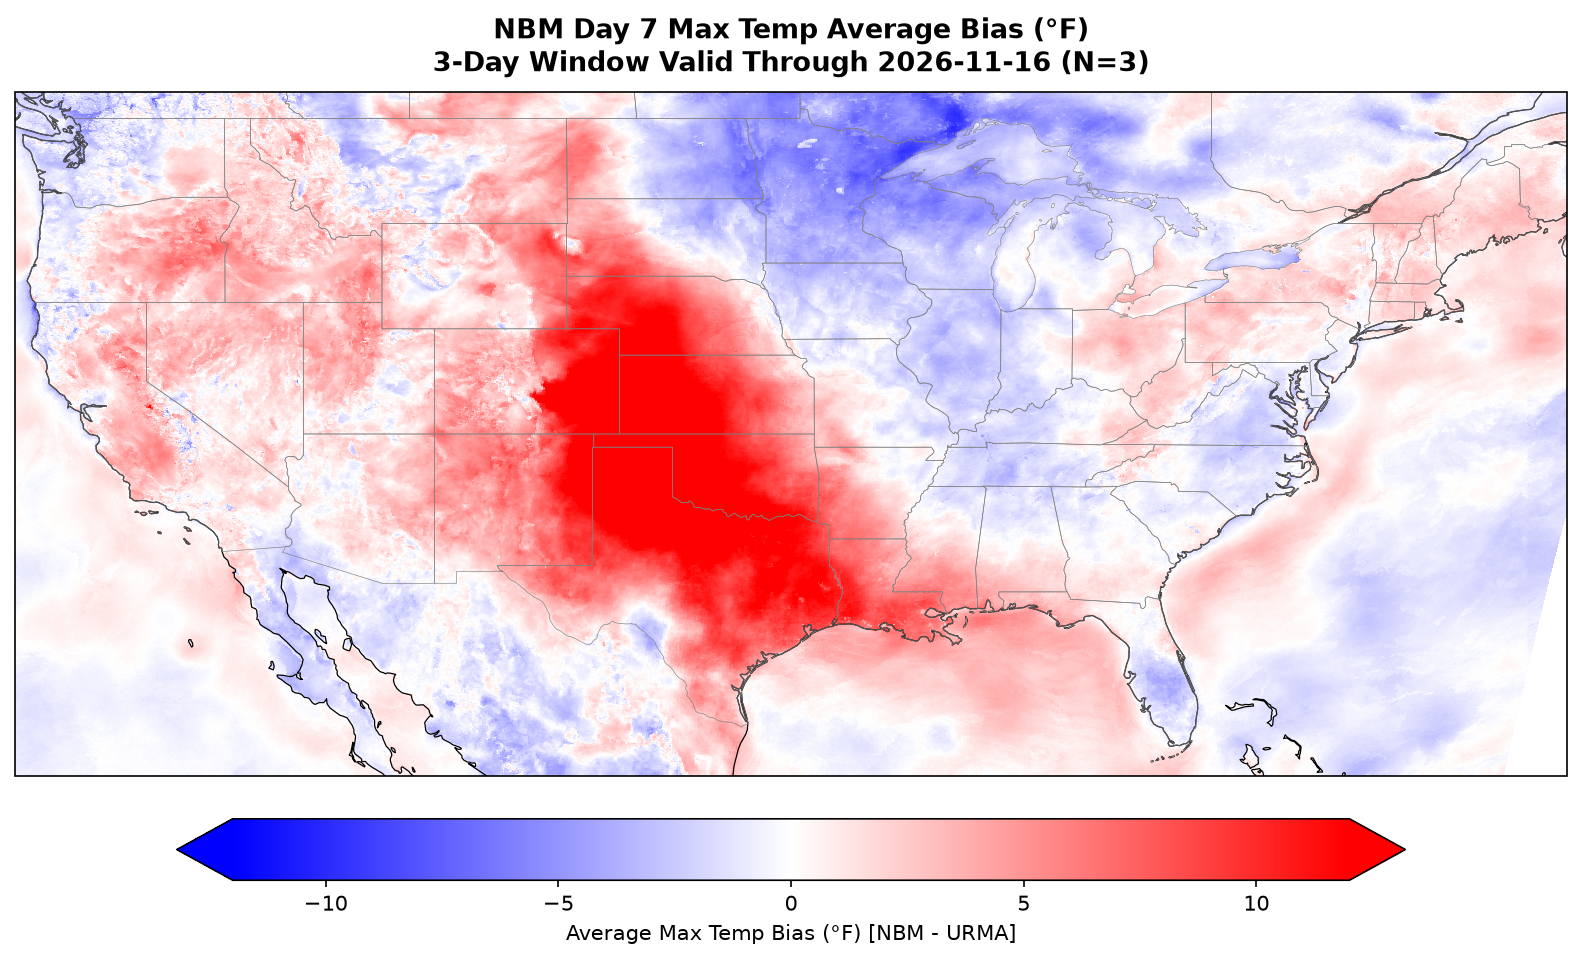 NBM Day 7 Max Temp Average Bias (°F)
3-Day Window Valid Through 2026-11-16 (N=3)
−10 −5 0 5 10
Average Max Temp Bias (°F) [NBM - URMA]